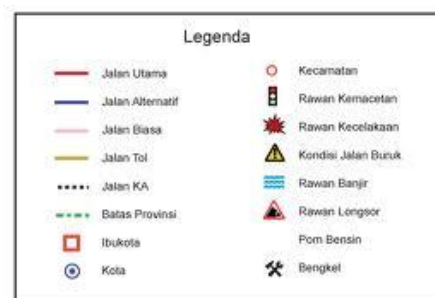 Legenda
Jalan Utama
Jalan Alternatif
Jalan Biasa
Jalan Tol
Jalan KA
Batas Provinsi
Ibukota
Kota
Kecamatan
Rawan Kemacetan
Rawan Kecelakaan
Kondisi Jalan Buruk
Rawan Banjir
Rawan Longsor
Pom Bensin
Bengkel